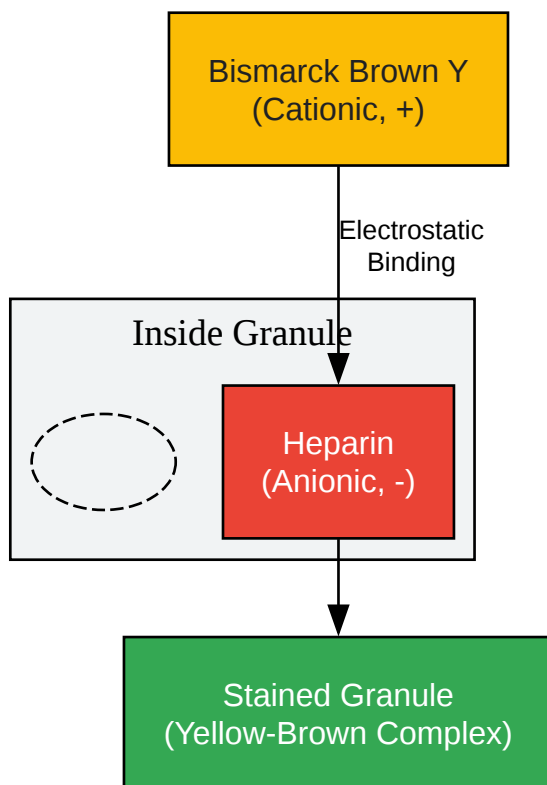 Bismarck Brown Y
(Cationic, +)
Electrostatic
Binding
Inside Granule
Heparin
(Anionic, -)
Stained Granule
(Yellow-Brown Complex)